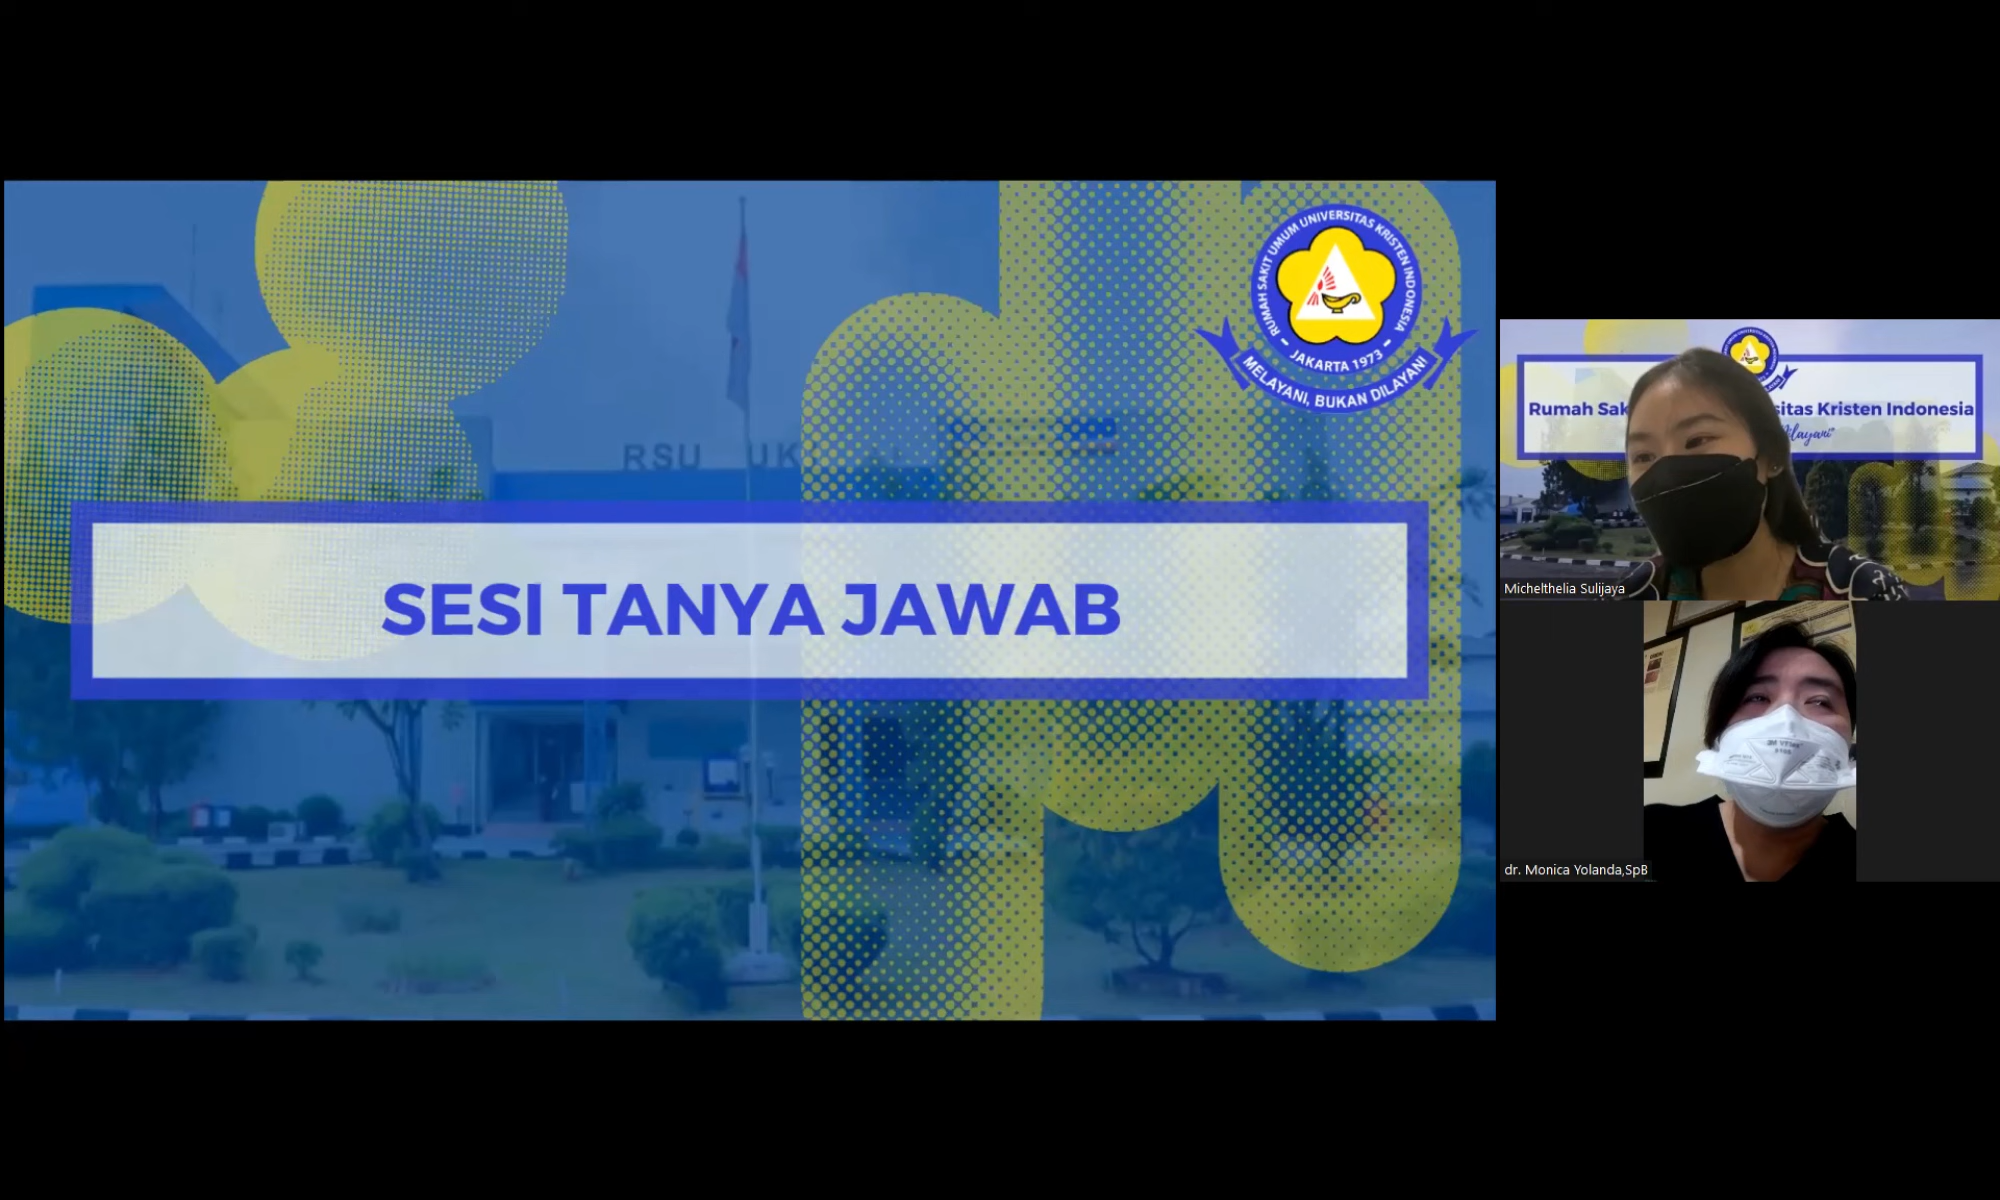 RUMAH SAKIT UMUM UNIVERSITAS KRISTEN INDONESIA
- JAKARTA 1973 -
MELAYANI, BUKAN DILAYANI
RSU UK
SESI TANYA JAWAB
Rumah Sak sitas Kristen Indonesia
Dilayani"
Michelthelia Sulijaya
dr. Monica Yolanda,SpB